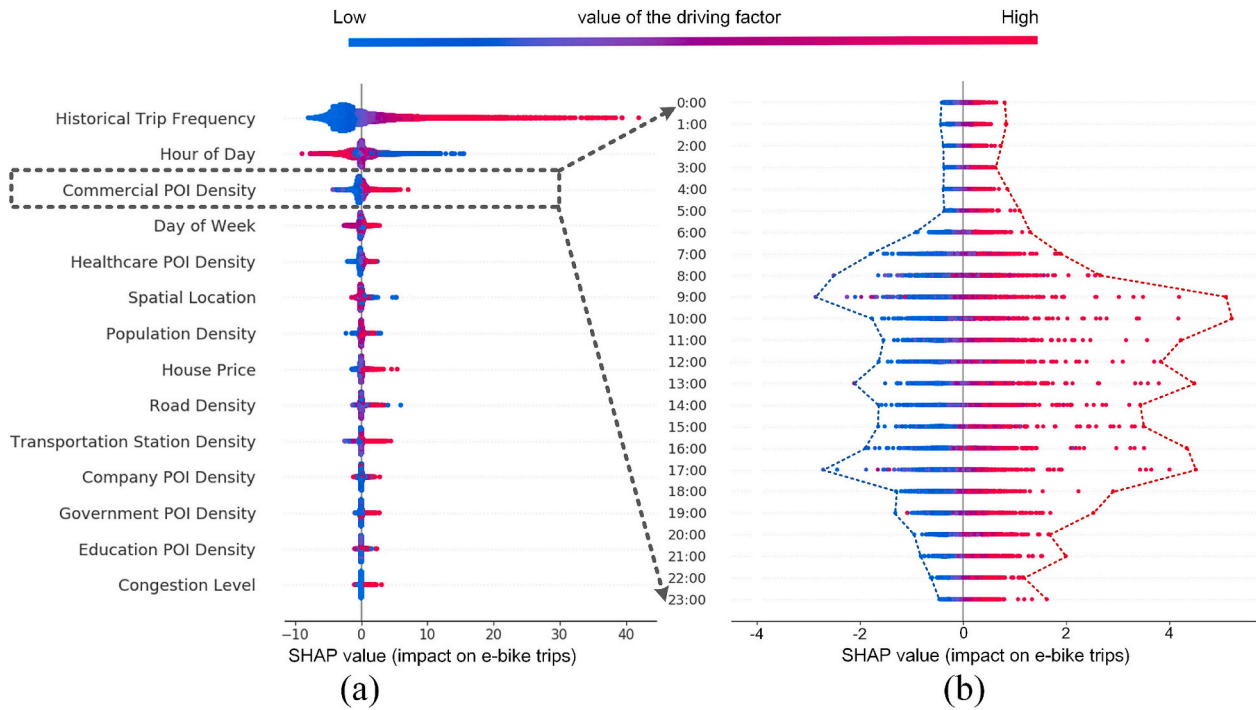 Low value of the driving factor High
Historical Trip Frequency
Hour of Day
Commercial POI Density
Day of Week
Healthcare POI Density
Spatial Location
Population Density
House Price
Road Density
Transportation Station Density
Company POI Density
Government POI Density
Education POI Density
Congestion Level
−10 0 10 20 30 40
SHAP value (impact on e-bike trips)
(a)
0:00
1:00
2:00
3:00
4:00
5:00
6:00
7:00
8:00
9:00
10:00
11:00
12:00
13:00
14:00
15:00
16:00
17:00
18:00
19:00
20:00
21:00
22:00
23:00
-4 -2 0 2 4
SHAP value (impact on e-bike trips)
(b)